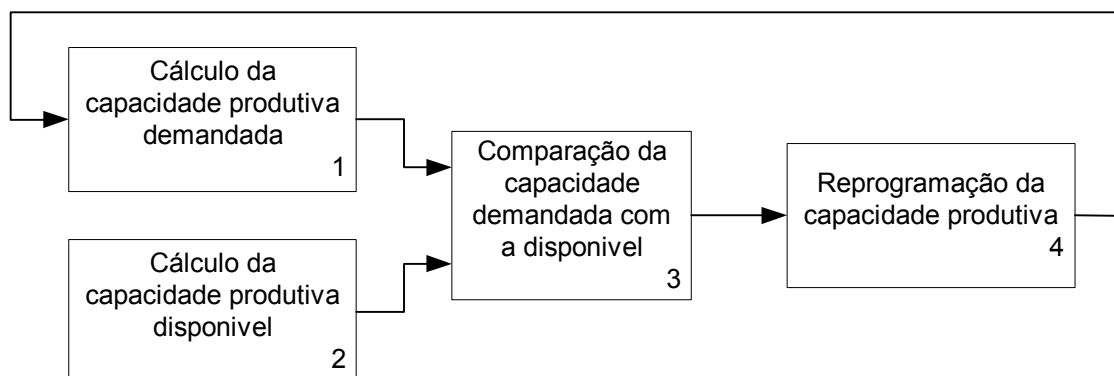 Cálculo da
capacidade produtiva
demandada
1
Cálculo da
capacidade produtiva
disponivel
2
Comparação da
capacidade
demandada com
a disponivel
3
Reprogramação da
capacidade produtiva
4